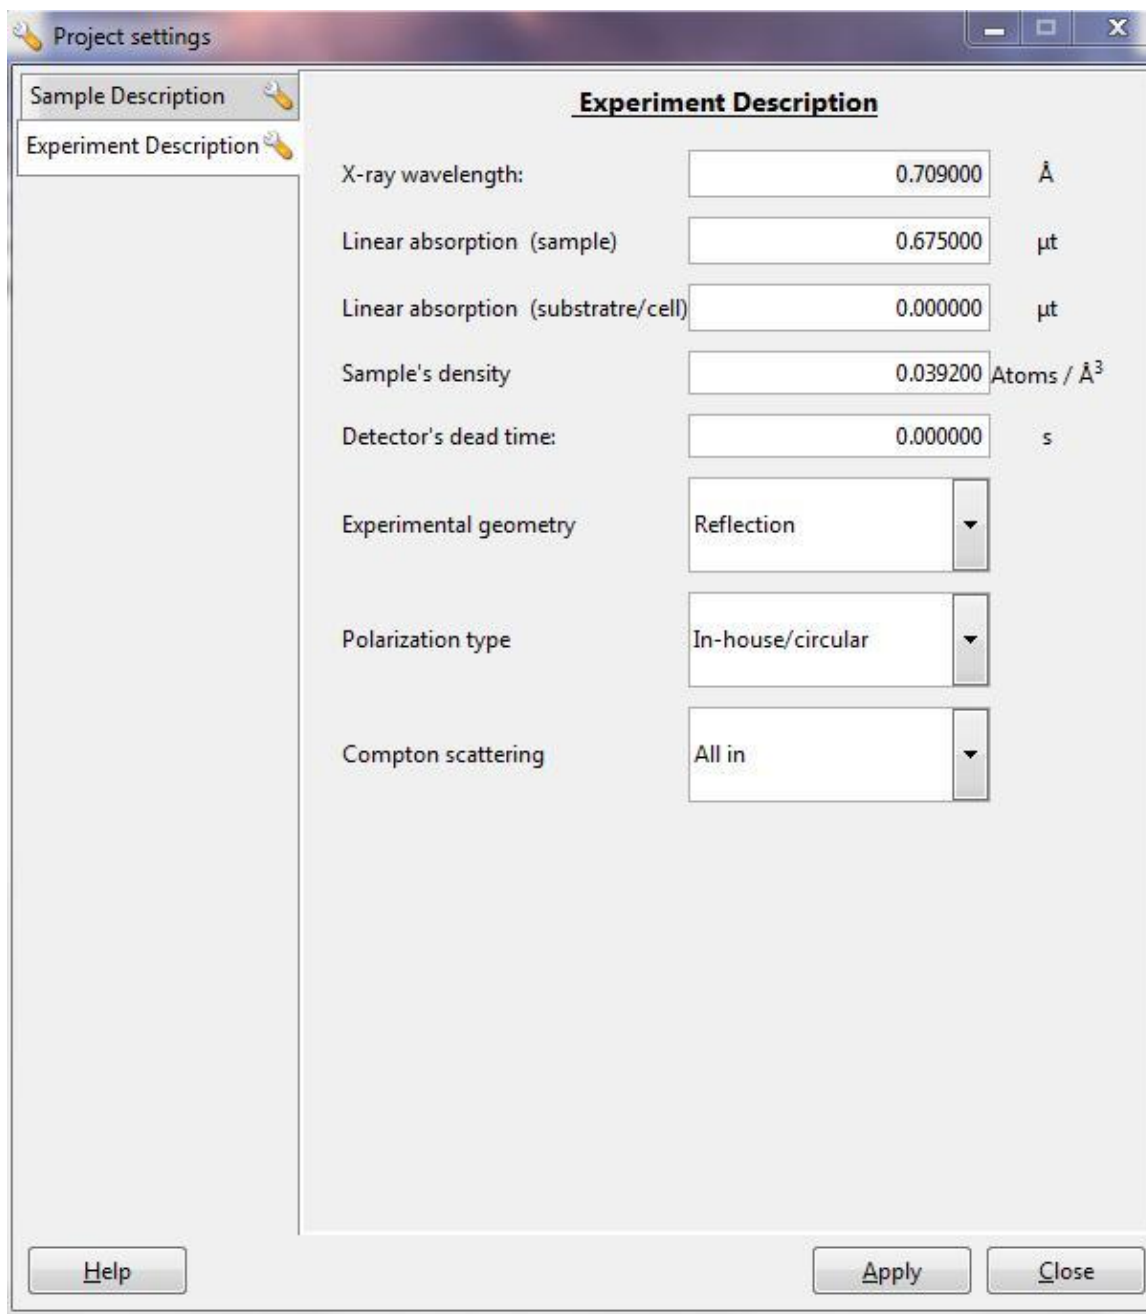 Project settings
Sample Description
Experiment Description
Experiment Description
X-ray wavelength: 0.709000 Å
Linear absorption (sample) 0.675000 µt
Linear absorption (substratre/cell) 0.000000 µt
Sample's density 0.039200 Atoms / Å³
Detector's dead time: 0.000000 s
Experimental geometry Reflection
Polarization type In-house/circular
Compton scattering All in
Help Apply Close